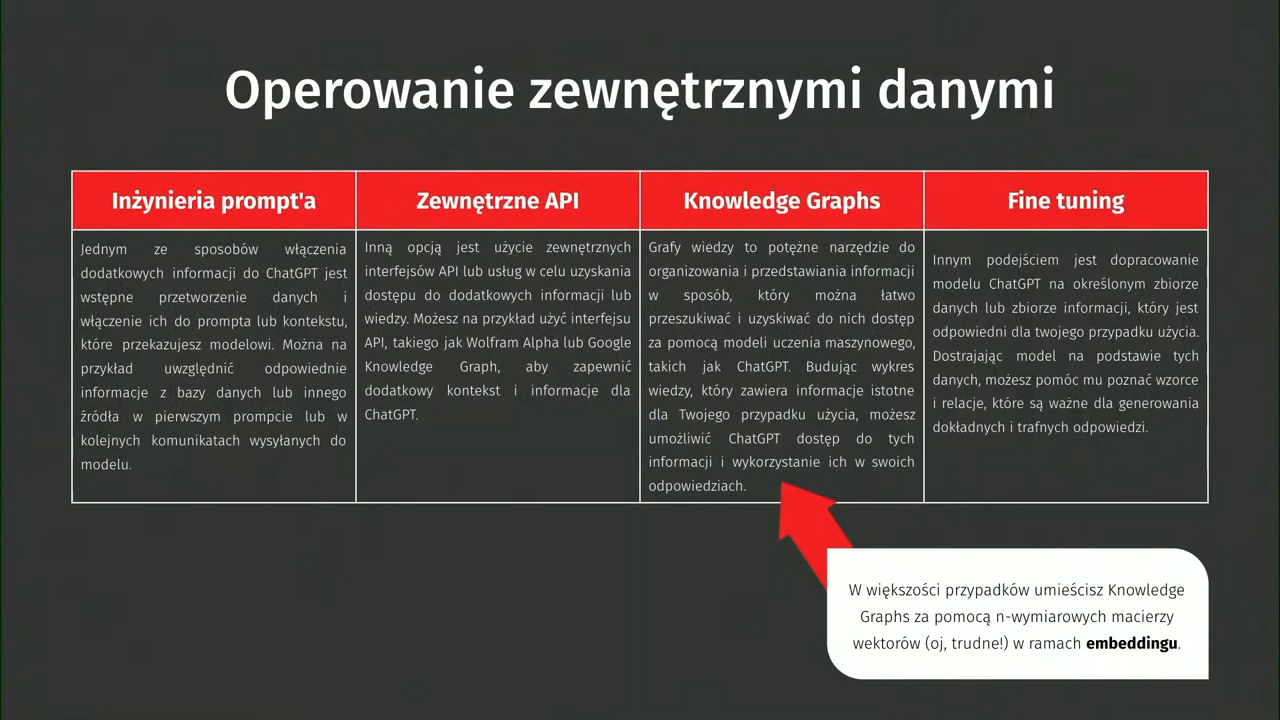 Operowanie zewnętrznymi danymi
Inżynieria prompt'a
Jednym ze sposobów włączenia
dodatkowych informacji do ChatGPT jest
wstępne przetworzenie danych i
włączenie ich do prompta lub kontekstu,
które przekazujesz modelowi. Można na
przykład uwzględnić odpowiednie
informacje z bazy danych lub innego
źródła w pierwszym prompcie lub w
kolejnych komunikatach wysyłanych do
modelu.
Zewnętrzne API
Inną opcją jest użycie zewnętrznych
interfejsów API lub usług w celu uzyskania
dostępu do dodatkowych informacji lub
wiedzy. Możesz na przykład użyć interfejsu
API, takiego jak Wolfram Alpha lub Google
Knowledge Graph, aby zapewnić
dodatkowy kontekst i informacje dla
ChatGPT.
Knowledge Graphs
Grafy wiedzy to potężne narzędzie do
organizowania i przedstawiania informacji
w sposób, który można łatwo
przeszukiwać i uzyskiwać do nich dostęp
za pomocą modeli uczenia maszynowego,
takich jak ChatGPT. Budując wykres
wiedzy, który zawiera informacje istotne
dla Twojego przypadku użycia, możesz
umożliwić ChatGPT dostęp do tych
informacji i wykorzystanie ich w swoich
odpowiedziach.
Fine tuning
Innym podejściem jest dopracowanie
modelu ChatGPT na określonym zbiorze
danych lub zbiorze informacji, który jest
odpowiedni dla twojego przypadku użycia.
Dostrajając model na podstawie tych
danych, możesz pomóc mu poznać wzorce
i relacje, które są ważne dla generowania
dokładnych i trafnych odpowiedzi.
W większości przypadków umieścisz Knowledge
Graphs za pomocą n-wymiarowych macierzy
wektorów (oj, trudne!) w ramach embeddingu.